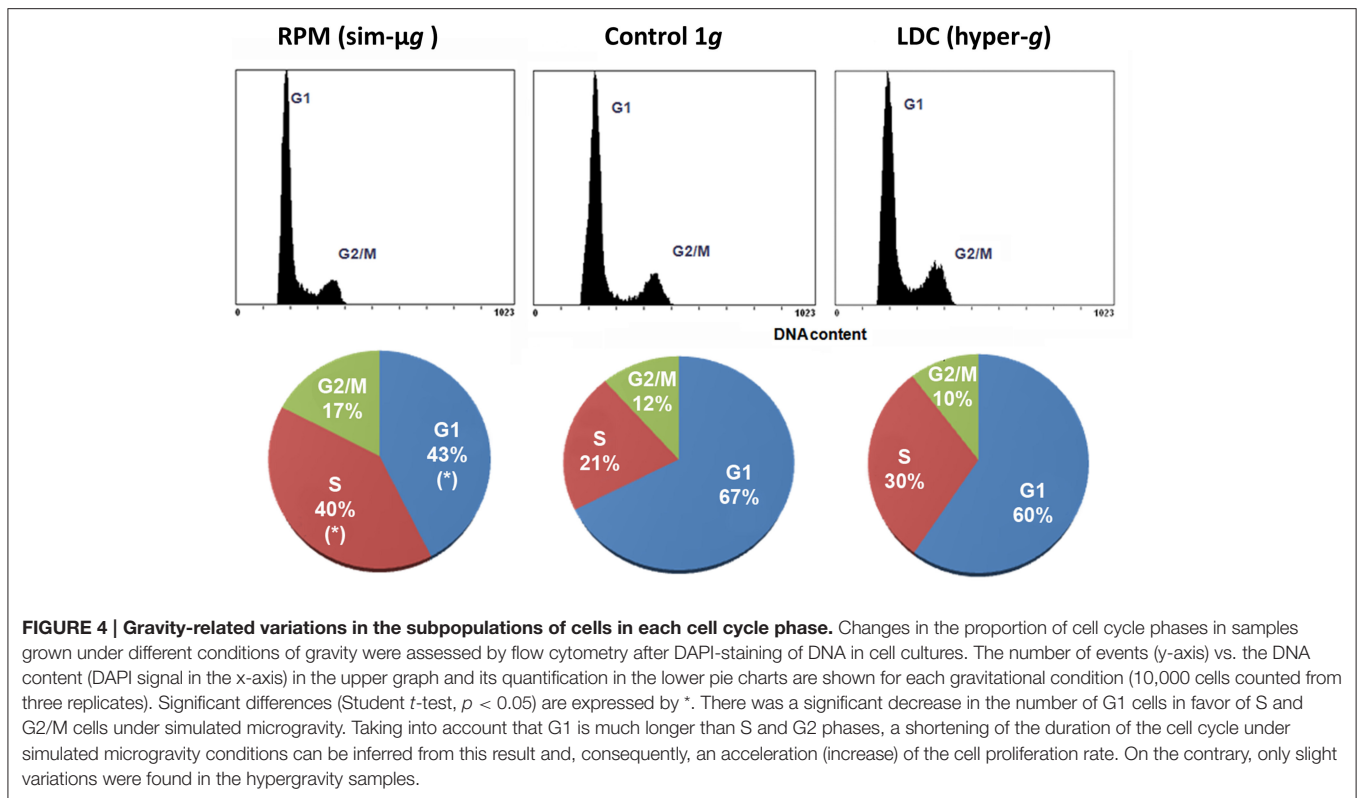 RPM (sim-μg )
Control 1g
LDC (hyper-g)
G1
G2/M
0
1023
G1
G2/M
0
1023
G1
G2/M
0
1023
DNA content
G2/M
17%
G1
43%
(*)
S
40%
(*)
G2/M
12%
S
21%
G1
67%
G2/M
10%
S
30%
G1
60%
FIGURE 4 | Gravity-related variations in the subpopulations of cells in each cell cycle phase. Changes in the proportion of cell cycle phases in samples
grown under different conditions of gravity were assessed by flow cytometry after DAPI-staining of DNA in cell cultures. The number of events (y-axis) vs. the DNA
content (DAPI signal in the x-axis) in the upper graph and its quantification in the lower pie charts are shown for each gravitational condition (10,000 cells counted from
three replicates). Significant differences (Student t-test, p < 0.05) are expressed by *. There was a significant decrease in the number of G1 cells in favor of S and
G2/M cells under simulated microgravity. Taking into account that G1 is much longer than S and G2 phases, a shortening of the duration of the cell cycle under
simulated microgravity conditions can be inferred from this result and, consequently, an acceleration (increase) of the cell proliferation rate. On the contrary, only slight
variations were found in the hypergravity samples.